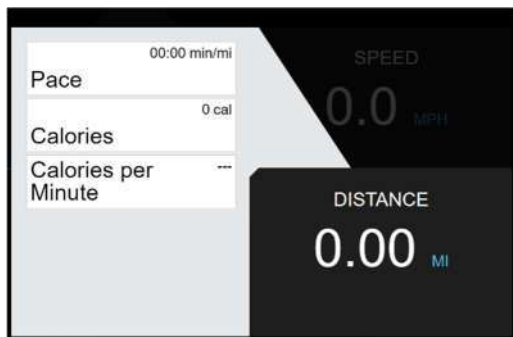 00:00 min/mi
Pace
0 cal
Calories
Calories per
---
Minute
SPEED
0.0 MPH
DISTANCE
0.00 MI